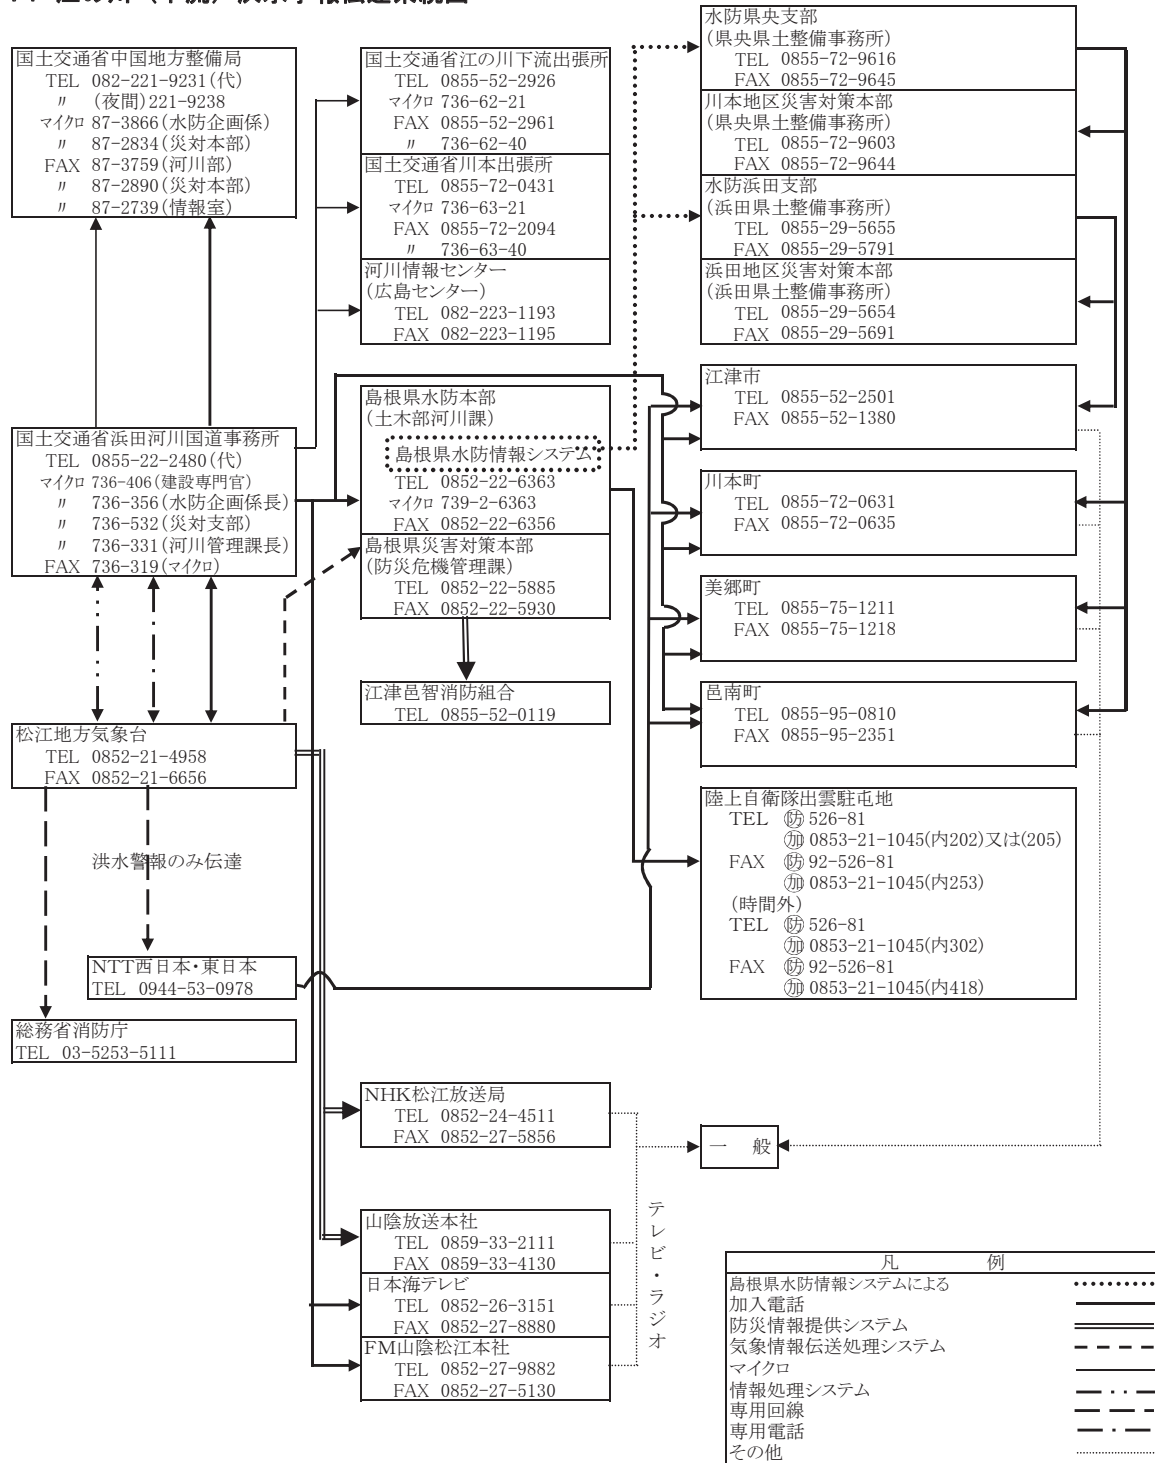 国土交通省中国地方整備局
TEL 082-221-9231(代)
〃 (夜間)221-9238
マイクロ 87-3866(水防企画係)
〃 87-2834(災対本部)
FAX 87-3759(河川部)
〃 87-2890(災対本部)
〃 87-2739(情報室)
国土交通省浜田河川国道事務所
TEL 0855-22-2480(代)
マイクロ 736-406(建設専門官)
〃 736-356(水防企画係長)
〃 736-532(災対支部)
〃 736-331(河川管理課長)
FAX 736-319(マイクロ)
松江地方気象台
TEL 0852-21-4958
FAX 0852-21-6656
洪水警報のみ伝達
NTT西日本・東日本
TEL 0944-53-0978
総務省消防庁
TEL 03-5253-5111
国土交通省江の川下流出張所
TEL 0855-52-2926
マイクロ 736-62-21
FAX 0855-52-2961
〃 736-62-40
国土交通省川本出張所
TEL 0855-72-0431
マイクロ 736-63-21
FAX 0855-72-2094
〃 736-63-40
河川情報センター
(広島センター)
TEL 082-223-1193
FAX 082-223-1195
島根県水防本部
(土木部河川課)
島根県水防情報システム
TEL 0852-22-6363
マイクロ 739-2-6363
FAX 0852-22-6356
島根県災害対策本部
(防災危機管理課)
TEL 0852-22-5885
FAX 0852-22-5930
江津邑智消防組合
TEL 0855-52-0119
NHK松江放送局
TEL 0852-24-4511
FAX 0852-27-5856
山陰放送本社
TEL 0859-33-2111
FAX 0859-33-4130
日本海テレビ
TEL 0852-26-3151
FAX 0852-27-8880
FM山陰松江本社
TEL 0852-27-9882
FAX 0852-27-5130
水防県央支部
(県央県土整備事務所)
TEL 0855-72-9616
FAX 0855-72-9645
川本地区災害対策本部
(県央県土整備事務所)
TEL 0855-72-9603
FAX 0855-72-9644
水防浜田支部
(浜田県土整備事務所)
TEL 0855-29-5655
FAX 0855-29-5791
浜田地区災害対策本部
(浜田県土整備事務所)
TEL 0855-29-5654
FAX 0855-29-5691
江津市
TEL 0855-52-2501
FAX 0855-52-1380
川本町
TEL 0855-72-0631
FAX 0855-72-0635
美郷町
TEL 0855-75-1211
FAX 0855-75-1218
邑南町
TEL 0855-95-0810
FAX 0855-95-2351
陸上自衛隊出雲駐屯地
TEL 防 526-81
加 0853-21-1045(内202)又は(205)
FAX 防 92-526-81
加 0853-21-1045(内253)
(時間外)
TEL 防 526-81
加 0853-21-1045(内302)
FAX 防 92-526-81
加 0853-21-1045(内418)
一 般
テレビ・ラジオ
凡 例
島根県水防情報システムによる
加入電話
防災情報提供システム
気象情報伝送処理システム
マイクロ
情報処理システム
専用回線
専用電話
その他